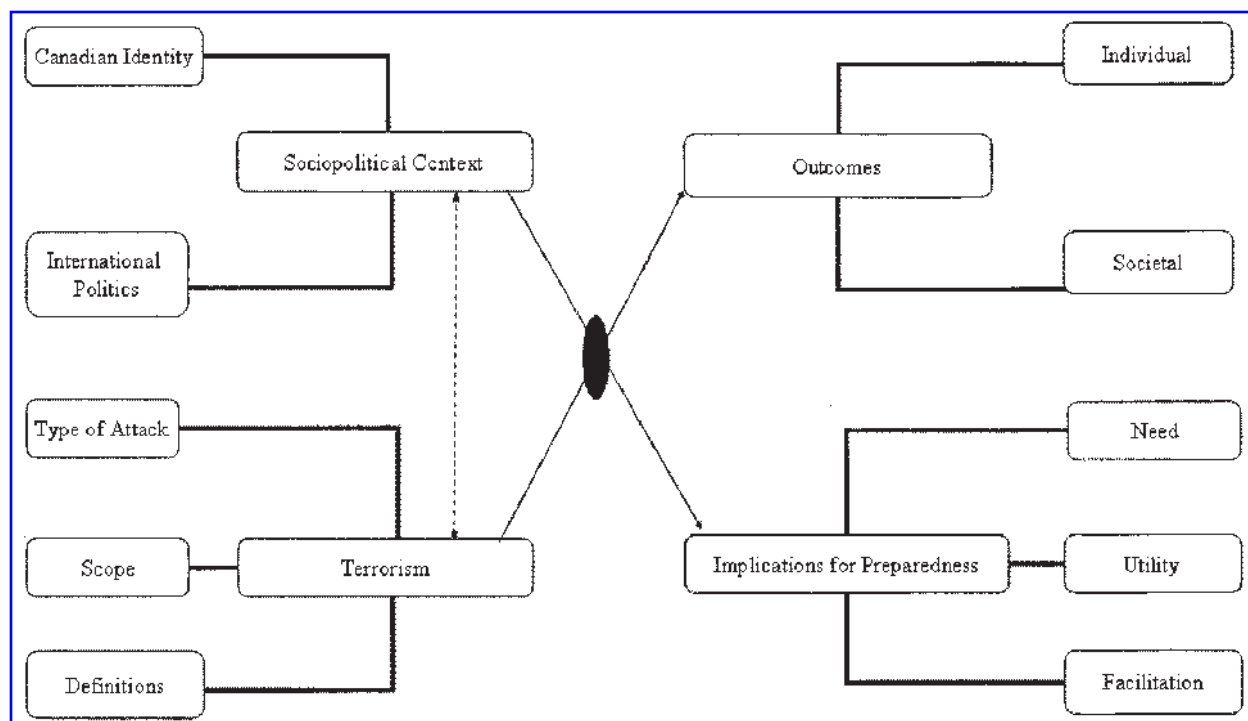 Canadian Identity
Sociopolitical Context
International
Politics
Type of Attack
Scope
Terrorism
Definitions
Individual
Outcomes
Societal
Need
Implications for Preparedness
Utility
Facilitation